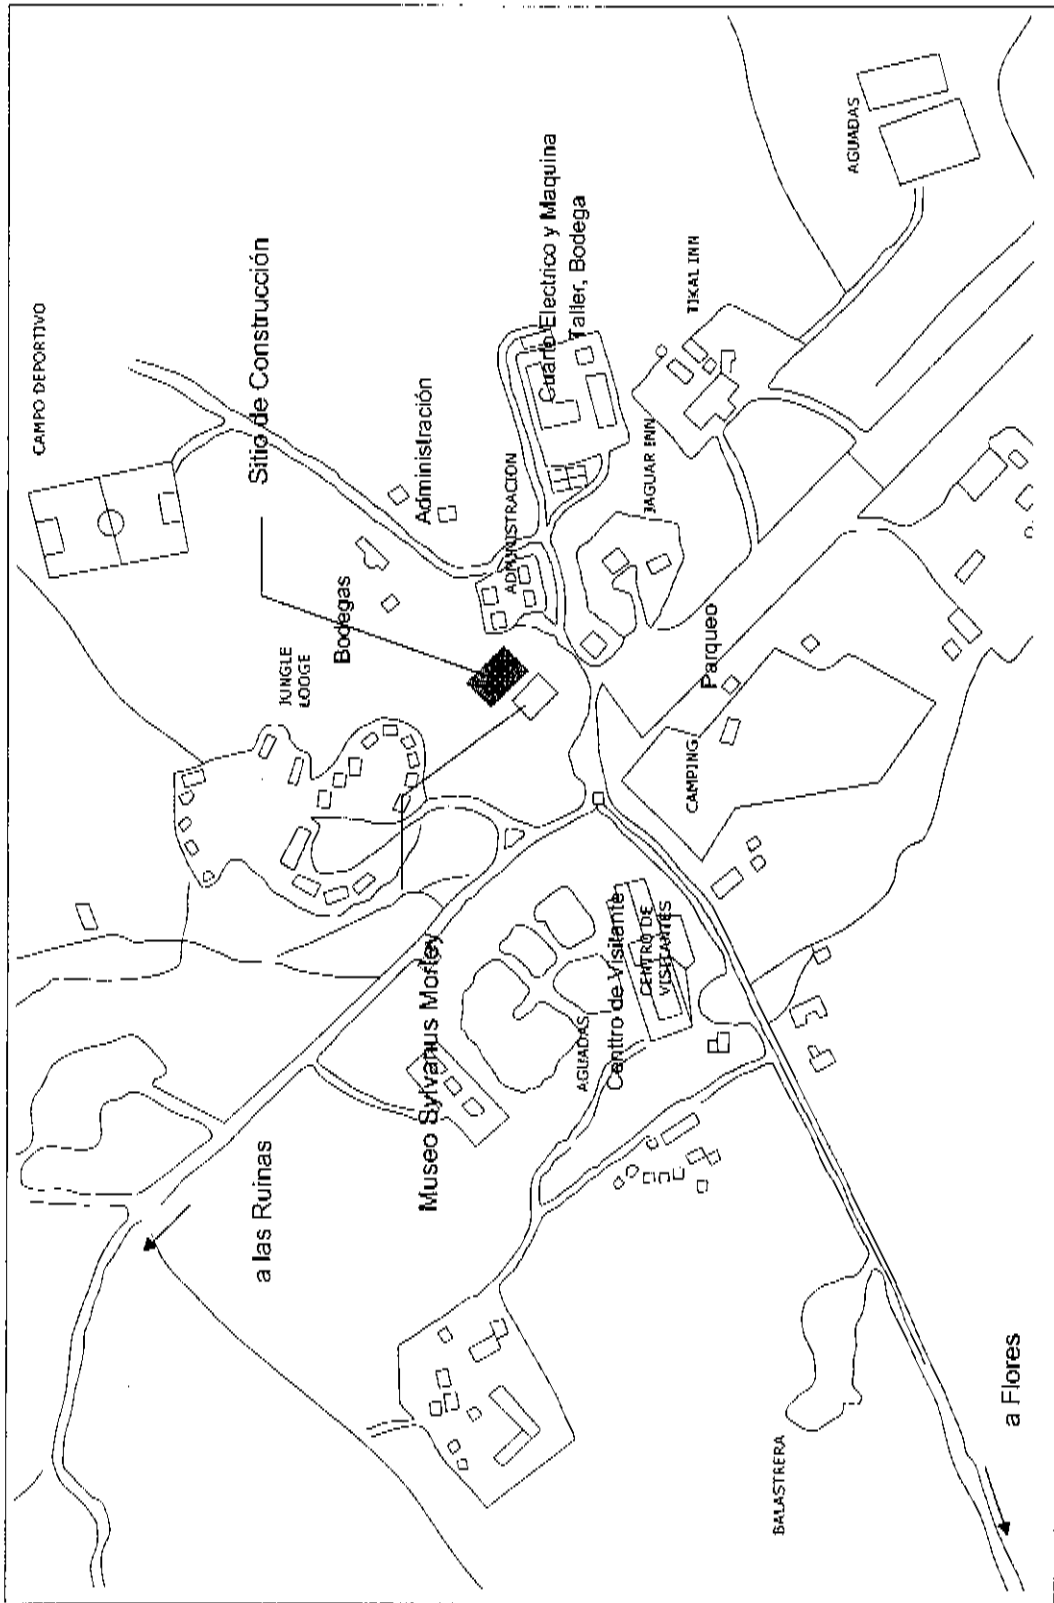 CAMPO DEPORTIVO
Sitio de Construcción
AGUADAS
Cuarto Electrico y Maquina
Taller, Bodega
Administración
TIKAL INN
ADMINISTRACION
JAGUAR INN
JUNGLE
LODGE
Bodegas
Parqueo
CAMPING
Museo Sylvanus Morley
AGUADAS
Centtro de Visitante
CENTRO DE
VISITANTES
a las Ruinas
BALASTRERA
a Flores